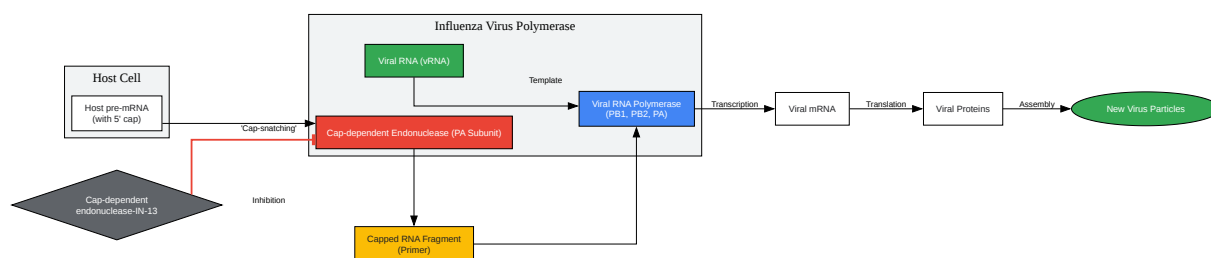 Influenza Virus Polymerase
Viral RNA (vRNA)
Host Cell
Template
Host pre-mRNA
(with 5' cap)
Viral RNA Polymerase
(PB1, PB2, PA)
Transcription
Viral mRNA
Translation
Viral Proteins
Assembly
New Virus Particles
'Cap-snatching'
Cap-dependent Endonuclease (PA Subunit)
Cap-dependent
endonuclease-IN-13
Inhibition
Capped RNA Fragment
(Primer)